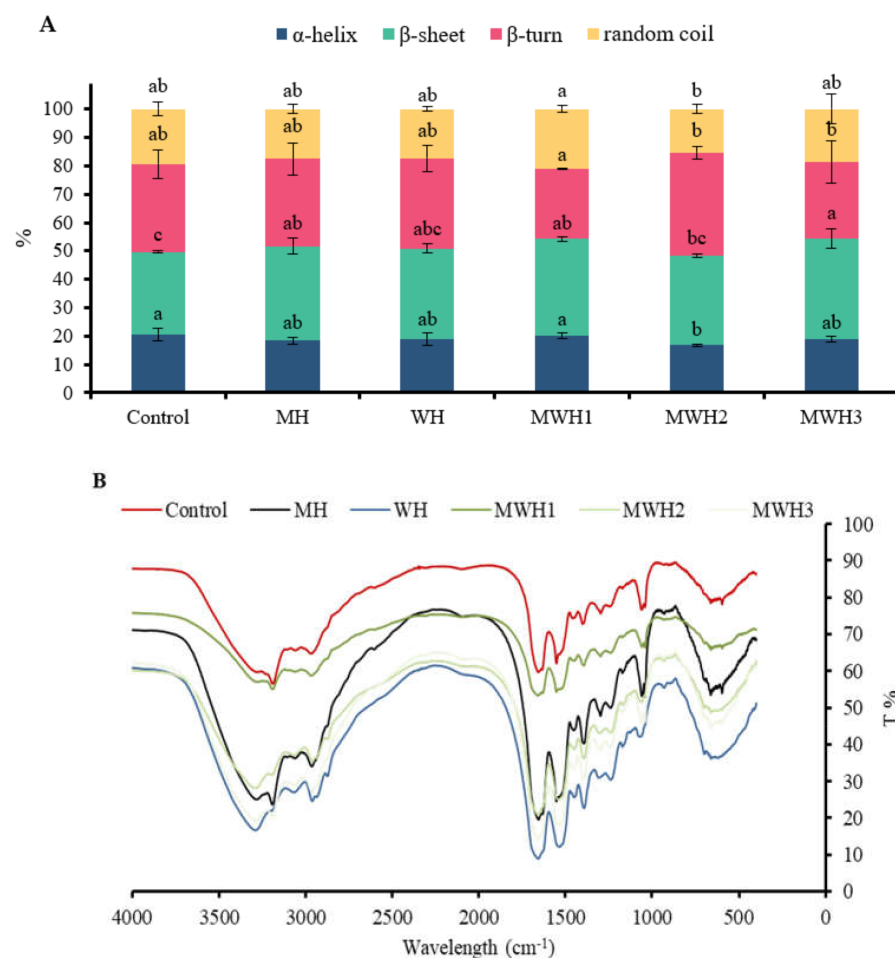 A
α-helix β-sheet β-turn random coil
ab ab ab a b ab
100
ab ab ab a b b
90
80
70
c ab abc ab bc a
60
50
%
40
a ab ab a b ab
30
20
10
0
Control MH WH MWH1 MWH2 MWH3
B
Control MH WH MWH1 MWH2 MWH3
100
90
80
70
60
50
T %
40
30
20
10
0
4000 3500 3000 2500 2000 1500 1000 500 0
Wavelength (cm⁻¹)